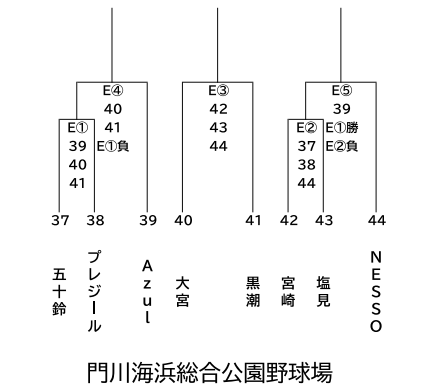 E④ E③ E⑤
40 42 39
41 43 E①勝
E①負 44 E②負
E① E②
39 37
40 38
41 44
37 38 39 40 41 42 43 44
五十鈴
プレジール
Azul
大宮
黒潮
宮崎
塩見
NESSO
門川海浜総合公園野球場